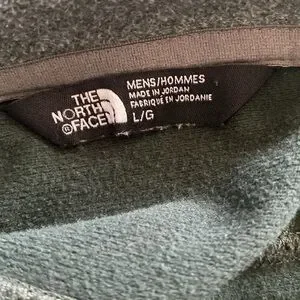 THE
NORTH
FACE
®
MENS/HOMMES
MADE IN JORDAN
FABRIQUÉ EN JORDANIE
L/G